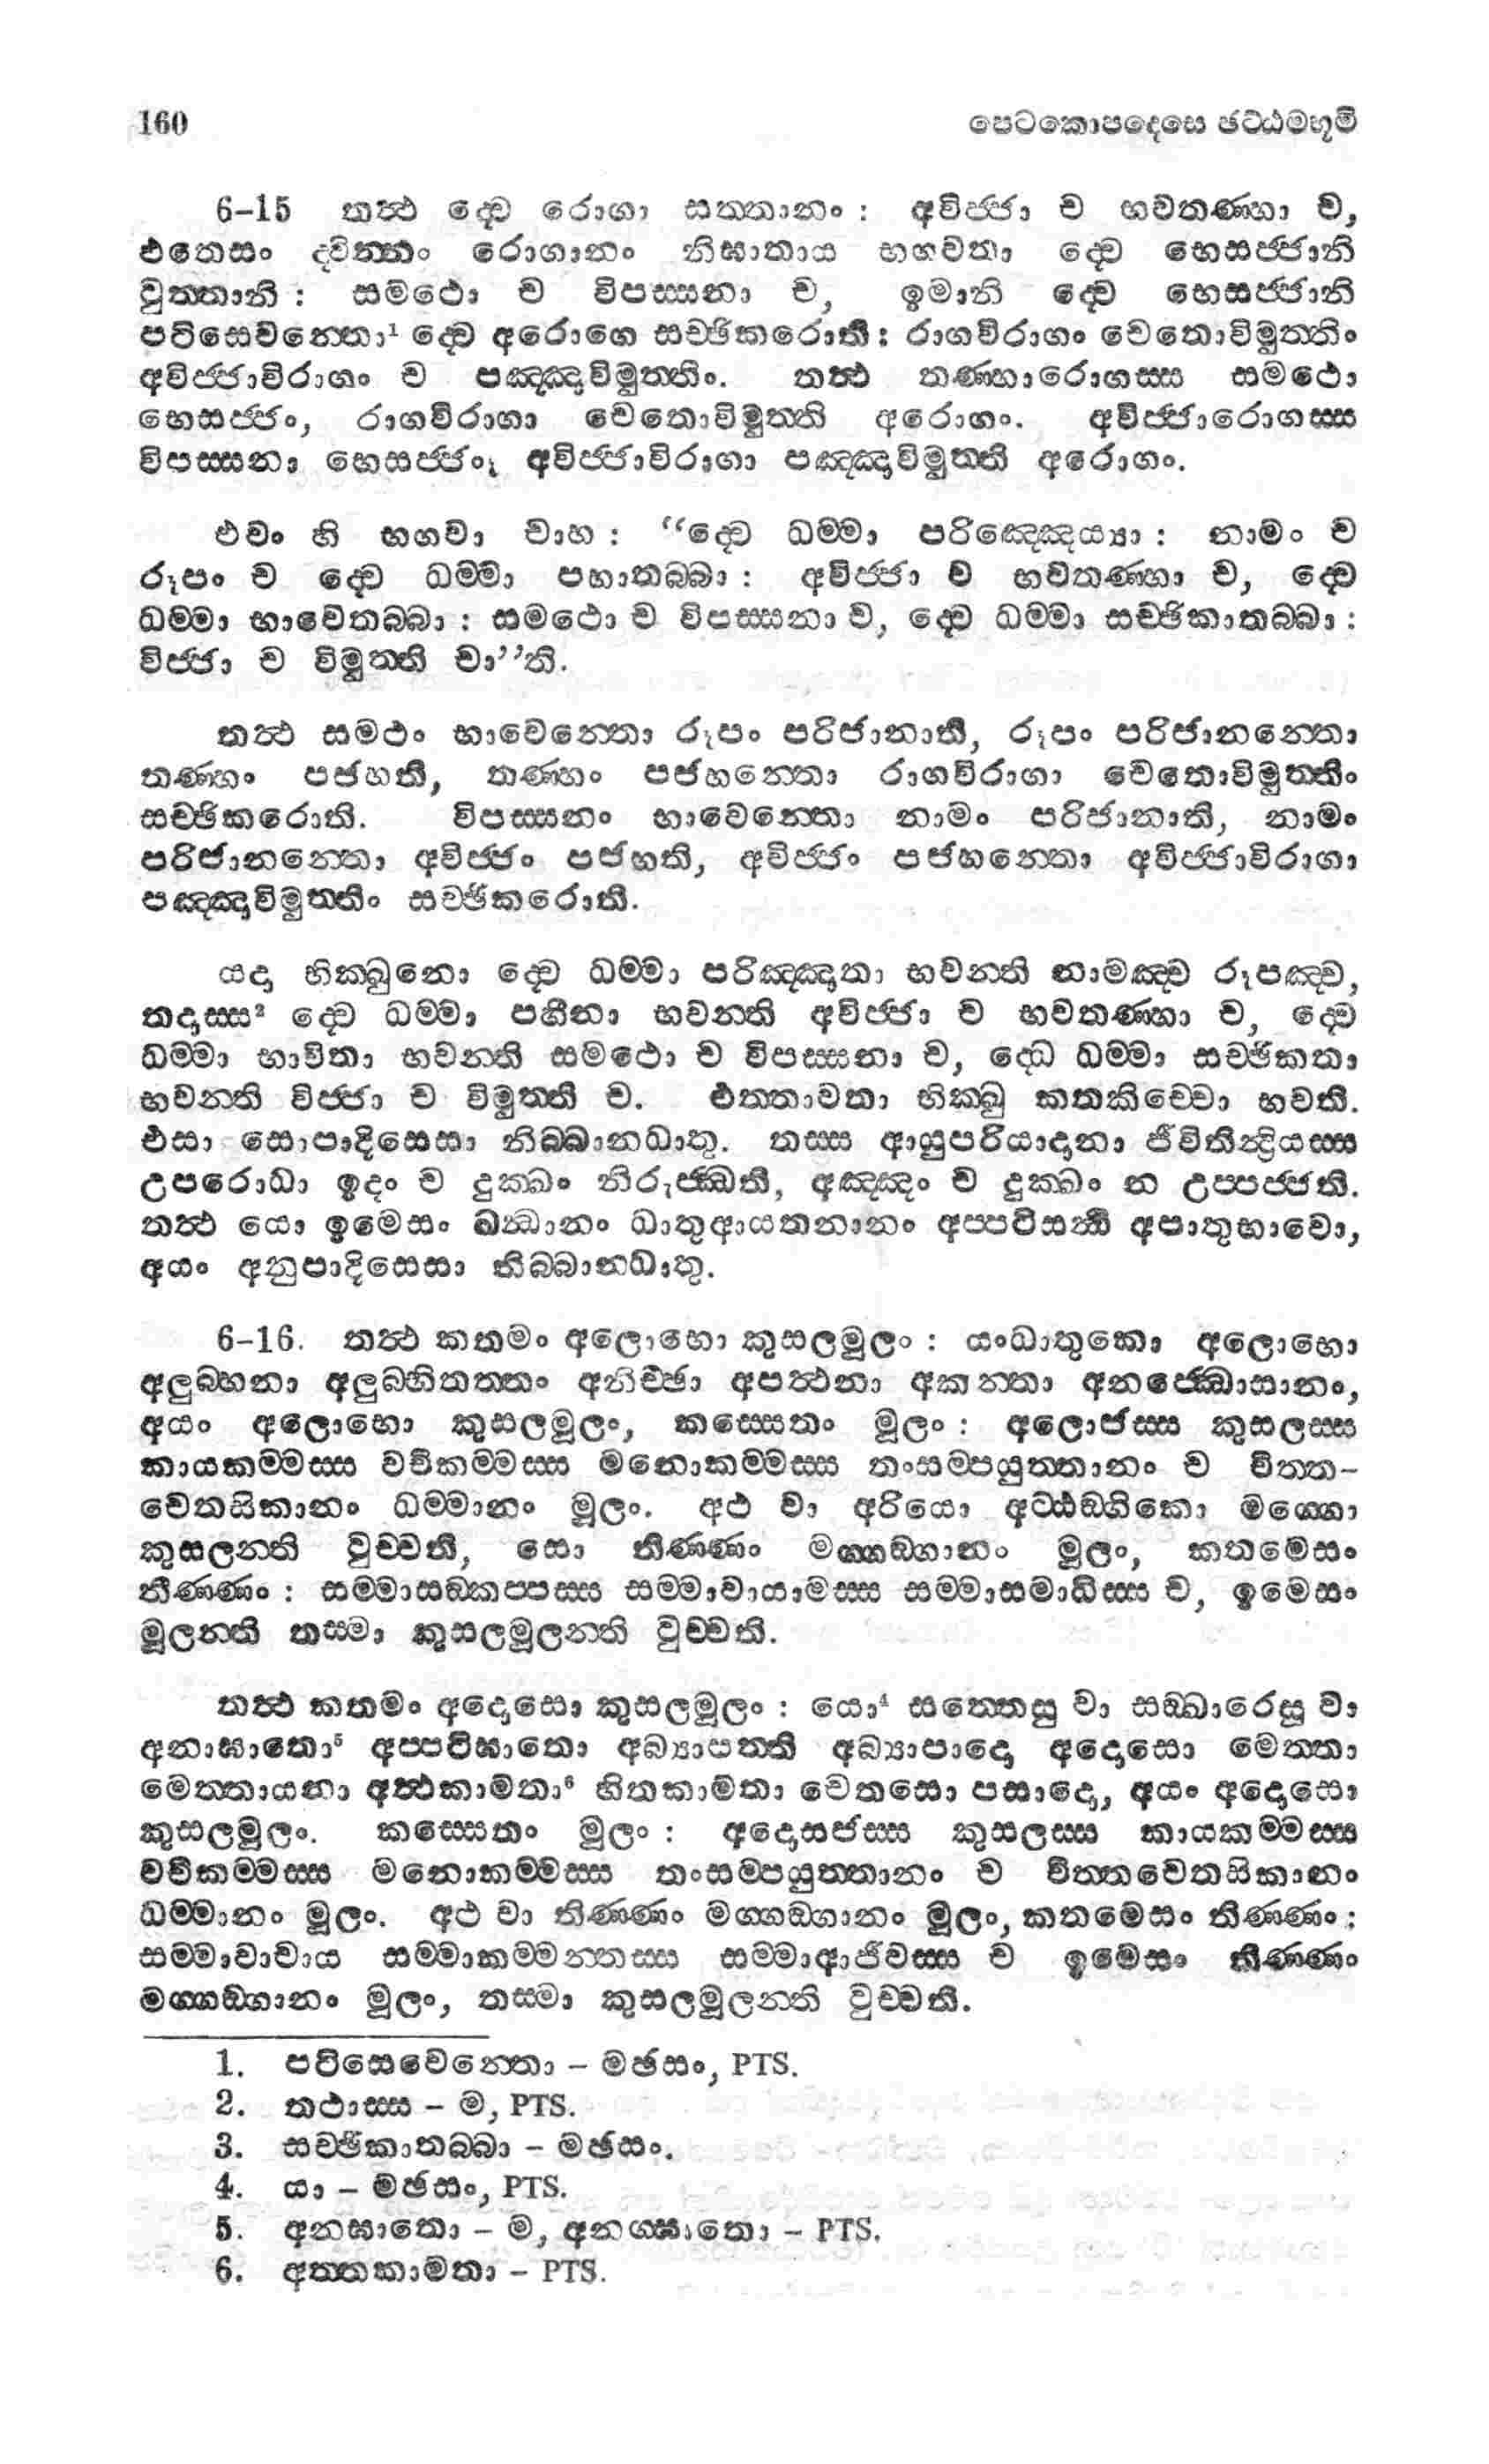 160 පෙටකොපදෙසෙ ඡට්ඨමභූමි
6–15 තත්ථ ද්වෙ රොගා සත්තානං : අවිජ්ජා ච භවතණ්හා ච,
එතෙසං ද්වින්නං රොගානං නිඝාතාය භගවතා ද්වෙ භෙසජ්ජානි
වුත්තානි : සමථො ච විපස්සනා ච, ඉමානි ද්වෙ භෙසජ්ජානි
පටිසෙවන්තො¹ ද්වෙ අරොගෙ සච්ඡිකරොති : රාගවිරාගං චෙතොවිමුත්තිං
අවිජ්ජාවිරාගං ච පඤ්ඤාවිමුත්තිං. තත්ථ තණ්හාරොගස්ස සමථො
භෙසජ්ජං, රාගවිරාගා චෙතොවිමුත්ති අරොගං. අවිජ්ජාරොගස්ස
විපස්සනා භෙසජ්ජං, අවිජ්ජාවිරාගා පඤ්ඤාවිමුත්ති අරොගං.
එවං හි භගවා චාහ : “ද්වෙ ධම්මා පරිඤ්ඤෙය්‍යා : නාමං ච
රූපං ච ද්වෙ ධම්මා පහාතබ්බා : අවිජ්ජා ච භවතණ්හා ච, ද්වෙ
ධම්මා භාවෙතබ්බා : සමථො ච විපස්සනා ච, ද්වෙ ධම්මා සච්ඡිකාතබ්බා :
විජ්ජා ච විමුත්ති චා’’ති.
තත්ථ සමථං භාවෙන්තො රූපං පරිජානාති, රූපං පරිජානන්තො
තණ්හං පජහති, තණ්හං පජහන්තො රාගවිරාගා චෙතොවිමුත්තිං
සච්ඡිකරොති. විපස්සනං භාවෙන්තො නාමං පරිජානාති, නාමං
පරිජානන්තො අවිජ්ජං පජහති, අවිජ්ජං පජහන්තො අවිජ්ජාවිරාගා
පඤ්ඤාවිමුත්තිං සච්ඡිකරොති.
යදා භික්ඛුනො ද්වෙ ධම්මා පරිඤ්ඤාතා භවන්ති නාමඤ්ච රූපඤ්ච,
තදාස්ස² ද්වෙ ධම්මා පහීනා භවන්ති අවිජ්ජා ච භවතණ්හා ච, ද්වෙ
ධම්මා භාවිතා භවන්ති සමථො ච විපස්සනා ච, ද්වෙ ධම්මා සච්ඡිකතා
භවන්ති විජ්ජා ච විමුත්ති ච. එත්තාවතා භික්ඛු කතකිච්චො භවති.
එසා සොපාදිසෙසා නිබ්බානධාතු. තස්ස ආයුපරියාදානා ජීවිතින්ද්‍රියස්ස
උපරොධා ඉදං ච දුක්ඛං නිරුජ්ඣති, අඤ්ඤං ච දුක්ඛං න උප්පජ්ජති.
තත්ථ යො ඉමෙසං ඛන්ධානං ධාතුආයතනානං අප්පටිසන්ධි අපාතුභාවො,
අයං අනුපාදිසෙසා නිබ්බානධාතු.
6–16. තත්ථ කතමං අලොභො කුසලමූලං : යංධාතුකො අලොභො
අලුබ්භනා අලුබ්භිතත්තං අනිච්ඡා අපත්ථනා අකන්තා අනජ්ඣොසානං,
අයං අලොභො කුසලමූලං, කස්සෙතං මූලං : අලොජස්ස කුසලස්ස
කායකම්මස්ස වචීකම්මස්ස මනොකම්මස්ස තංසම්පයුත්තානං ච චිත්ත-
චෙතසිකානං ධම්මානං මූලං. අථ වා අරියො අට්ඨඞ්ගිකො මග්ගො
කුසලන්ති වුච්චති, සො තිණ්ණං මග්ගඞ්ගානං මූලං, කතමෙසං
තිණ්ණං : සම්මාසඞ්කප්පස්ස සම්මාවායාමස්ස සම්මාසමාධිස්ස ච, ඉමෙසං
මූලන්ති තස්මා කුසලමූලන්ති වුච්චති.
තත්ථ කතමං අදොසො කුසලමූලං : යො⁴ සත්තෙසු වා සඞ්ඛාරෙසු වා
අනාඝාතො⁵ අප්පටිඝාතො අබ්‍යාපත්ති අබ්‍යාපාදො අදොසො මෙත්තා
මෙත්තායනා අත්ථකාමතා⁶ හිතකාමතා චෙතසො පසාදො, අයං අදොසො
කුසලමූලං. කස්සෙතං මූලං : අදොසජස්ස කුසලස්ස කායකම්මස්ස
වචීකම්මස්ස මනොකම්මස්ස තංසම්පයුත්තානං ච චිත්තචෙතසිකානං
ධම්මානං මූලං. අථ වා තිණ්ණං මග්ගඞ්ගානං මූලං, කතමෙසං තිණ්ණං :
සම්මාවාචාය සම්මාකම්මන්තස්ස සම්මාආජීවස්ස ච ඉමෙසං තිණ්ණං
මග්ගඞ්ගානං මූලං, තස්මා කුසලමූලන්ති වුච්චති.
1. පටිසෙවෙන්තො – මඡසං, PTS.
2. තථාස්ස – ම, PTS.
3. සච්ඡීකාතබ්බා – මඡසං.
4. යා – මඡසං, PTS.
5. අනඝාතො – ම, අනග්ඝාතො – PTS.
6. අත්තකාමතා – PTS.